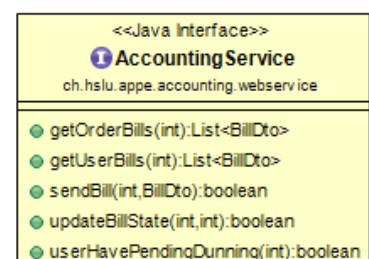 <<Java Interface>>
AccountingService
ch.hslu.appe.accounting.webservice
getOrderBills(int):List<BillDto>
getUserBills(int):List<BillDto>
sendBill(int,BillDto):boolean
updateBillState(int,int):boolean
userHavePendingDunning(int):boolean